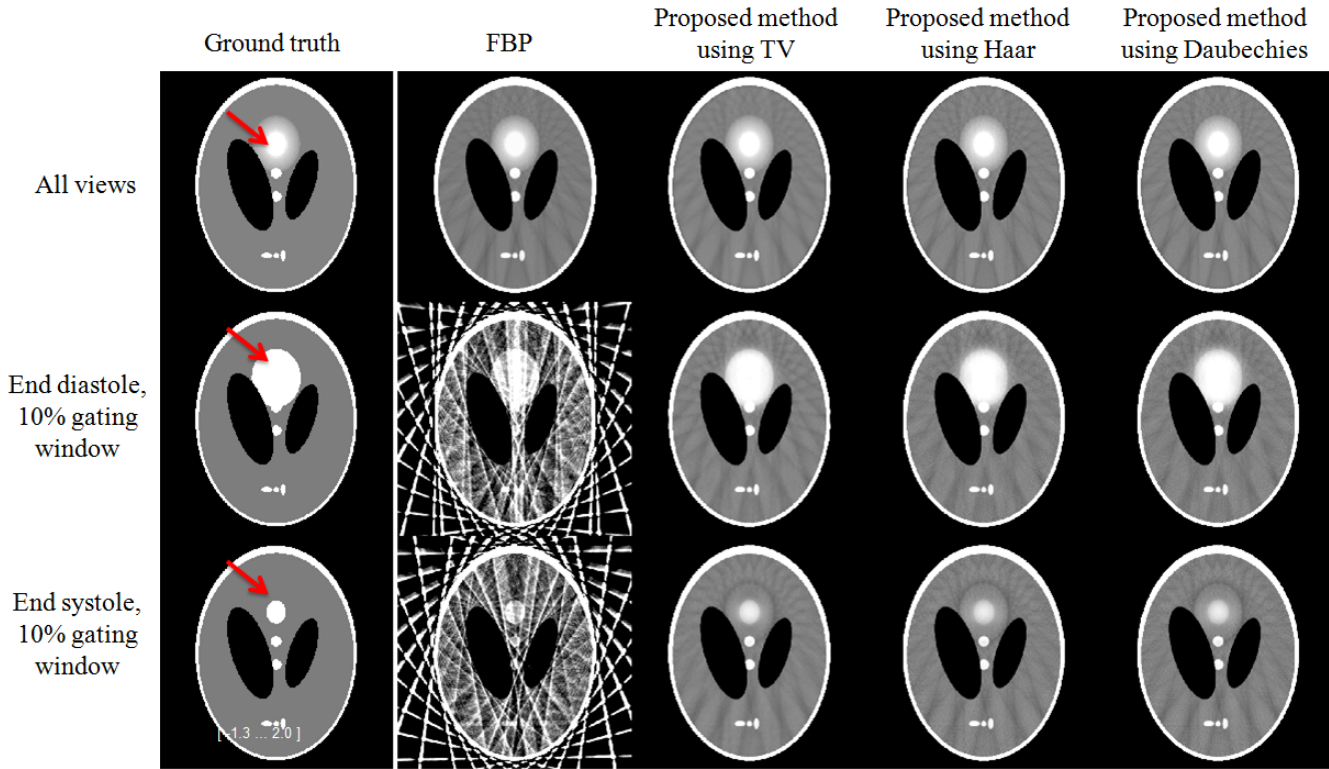 Ground truth
FBP
Proposed method
using TV
Proposed method
using Haar
Proposed method
using Daubechies
All views
End diastole,
10% gating
window
End systole,
10% gating
window
[ -1.3 ... 2.0 ]